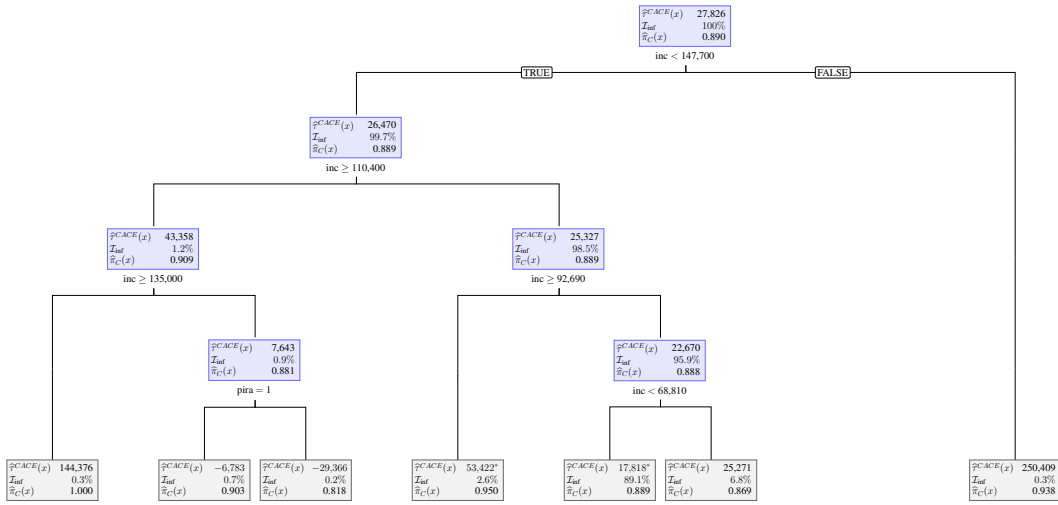 τ̂^CACE(x) 27,826
I_inf 100%
π̂_C(x) 0.890
inc < 147,700
TRUE FALSE
τ̂^CACE(x) 26,470
I_inf 99.7%
π̂_C(x) 0.889
inc ≥ 110,400
τ̂^CACE(x) 43,358
I_inf 1.2%
π̂_C(x) 0.909
inc ≥ 135,000
τ̂^CACE(x) 25,327
I_inf 98.5%
π̂_C(x) 0.889
inc ≥ 92,690
τ̂^CACE(x) 7,643
I_inf 0.9%
π̂_C(x) 0.881
pira = 1
τ̂^CACE(x) 22,670
I_inf 95.9%
π̂_C(x) 0.888
inc < 68,810
τ̂^CACE(x) 144,376
I_inf 0.3%
π̂_C(x) 1.000
τ̂^CACE(x) −6,783
I_inf 0.7%
π̂_C(x) 0.903
τ̂^CACE(x) −29,366
I_inf 0.2%
π̂_C(x) 0.818
τ̂^CACE(x) 53,422*
I_inf 2.6%
π̂_C(x) 0.950
τ̂^CACE(x) 17,818*
I_inf 89.1%
π̂_C(x) 0.889
τ̂^CACE(x) 25,271
I_inf 6.8%
π̂_C(x) 0.869
τ̂^CACE(x) 250,409
I_inf 0.3%
π̂_C(x) 0.938